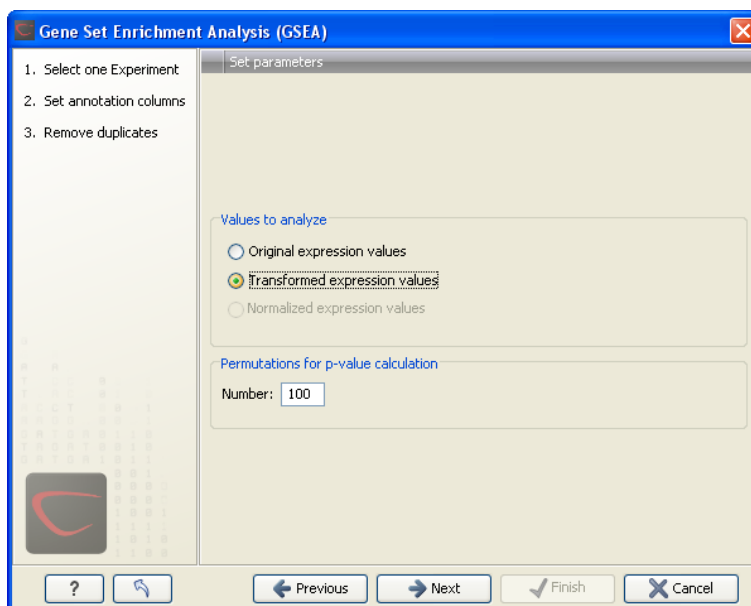 Gene Set Enrichment Analysis (GSEA)
1. Select one Experiment
2. Set annotation columns
3. Remove duplicates
Set parameters
Values to analyze
Original expression values
Transformed expression values
Normalized expression values
Permutations for p-value calculation
Number: 100
? Previous Next Finish Cancel